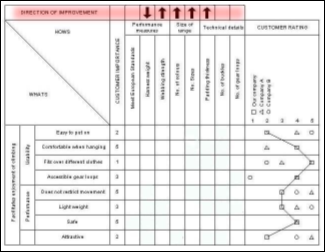 DIRECTION OF IMPROVEMENT
HOWS
WHATS
Performance measures
Size of range
Technical details
CUSTOMER RATING
CUSTOMER IMPORTANCE
Meet European Standards
Harness weight
Webbing strength
No. of colours
No. Sizes
Padding thickness
No. of buckles
No. of gear loops
Our company
Company A
Company B
1 2 3 4 5
Facilitates enjoyment of climbing
Usability
Performance
Easy to put on 2
Comfortable when hanging 5
Fits over different clothes 1
Accessible gear loops 3
Does not restrict movement 5
Light weight 3
Safe 5
Attractive 2